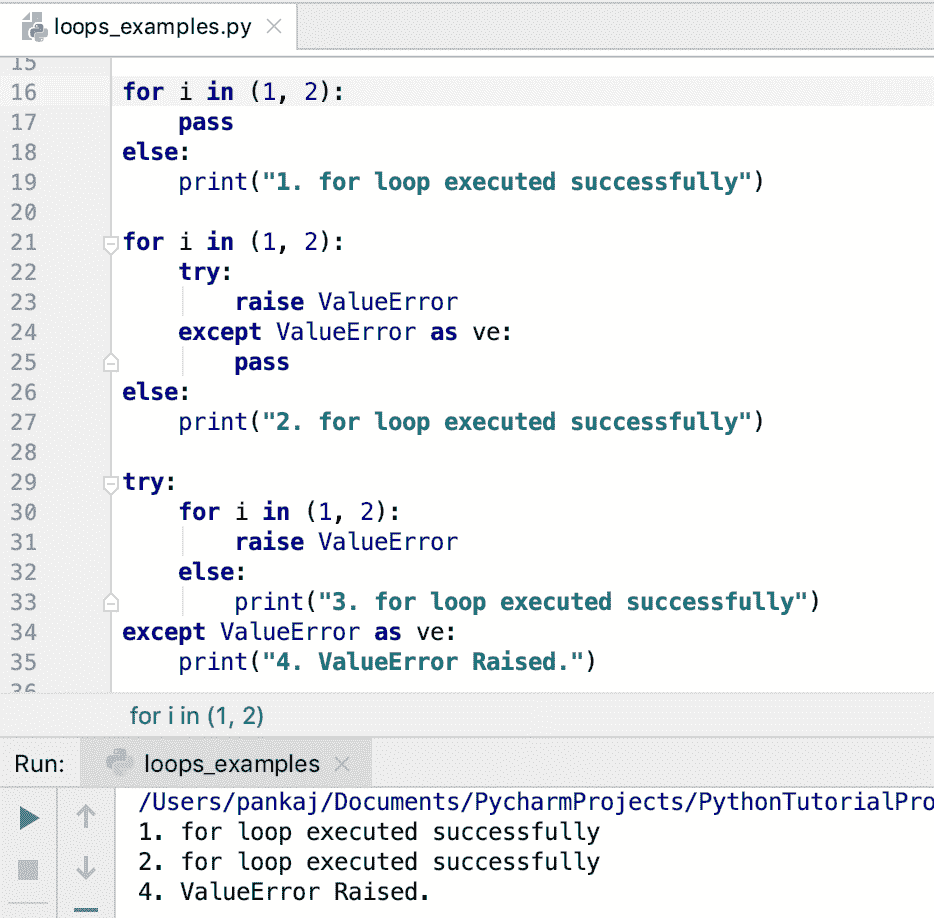 loops_examples.py
15
16 for i in (1, 2):
17     pass
18 else:
19     print("1. for loop executed successfully")
20
21 for i in (1, 2):
22     try:
23         raise ValueError
24     except ValueError as ve:
25         pass
26 else:
27     print("2. for loop executed successfully")
28
29 try:
30     for i in (1, 2):
31         raise ValueError
32     else:
33         print("3. for loop executed successfully")
34 except ValueError as ve:
35     print("4. ValueError Raised.")
36
for i in (1, 2)
Run: loops_examples
/Users/pankaj/Documents/PycharmProjects/PythonTutorialPro
1. for loop executed successfully
2. for loop executed successfully
4. ValueError Raised.